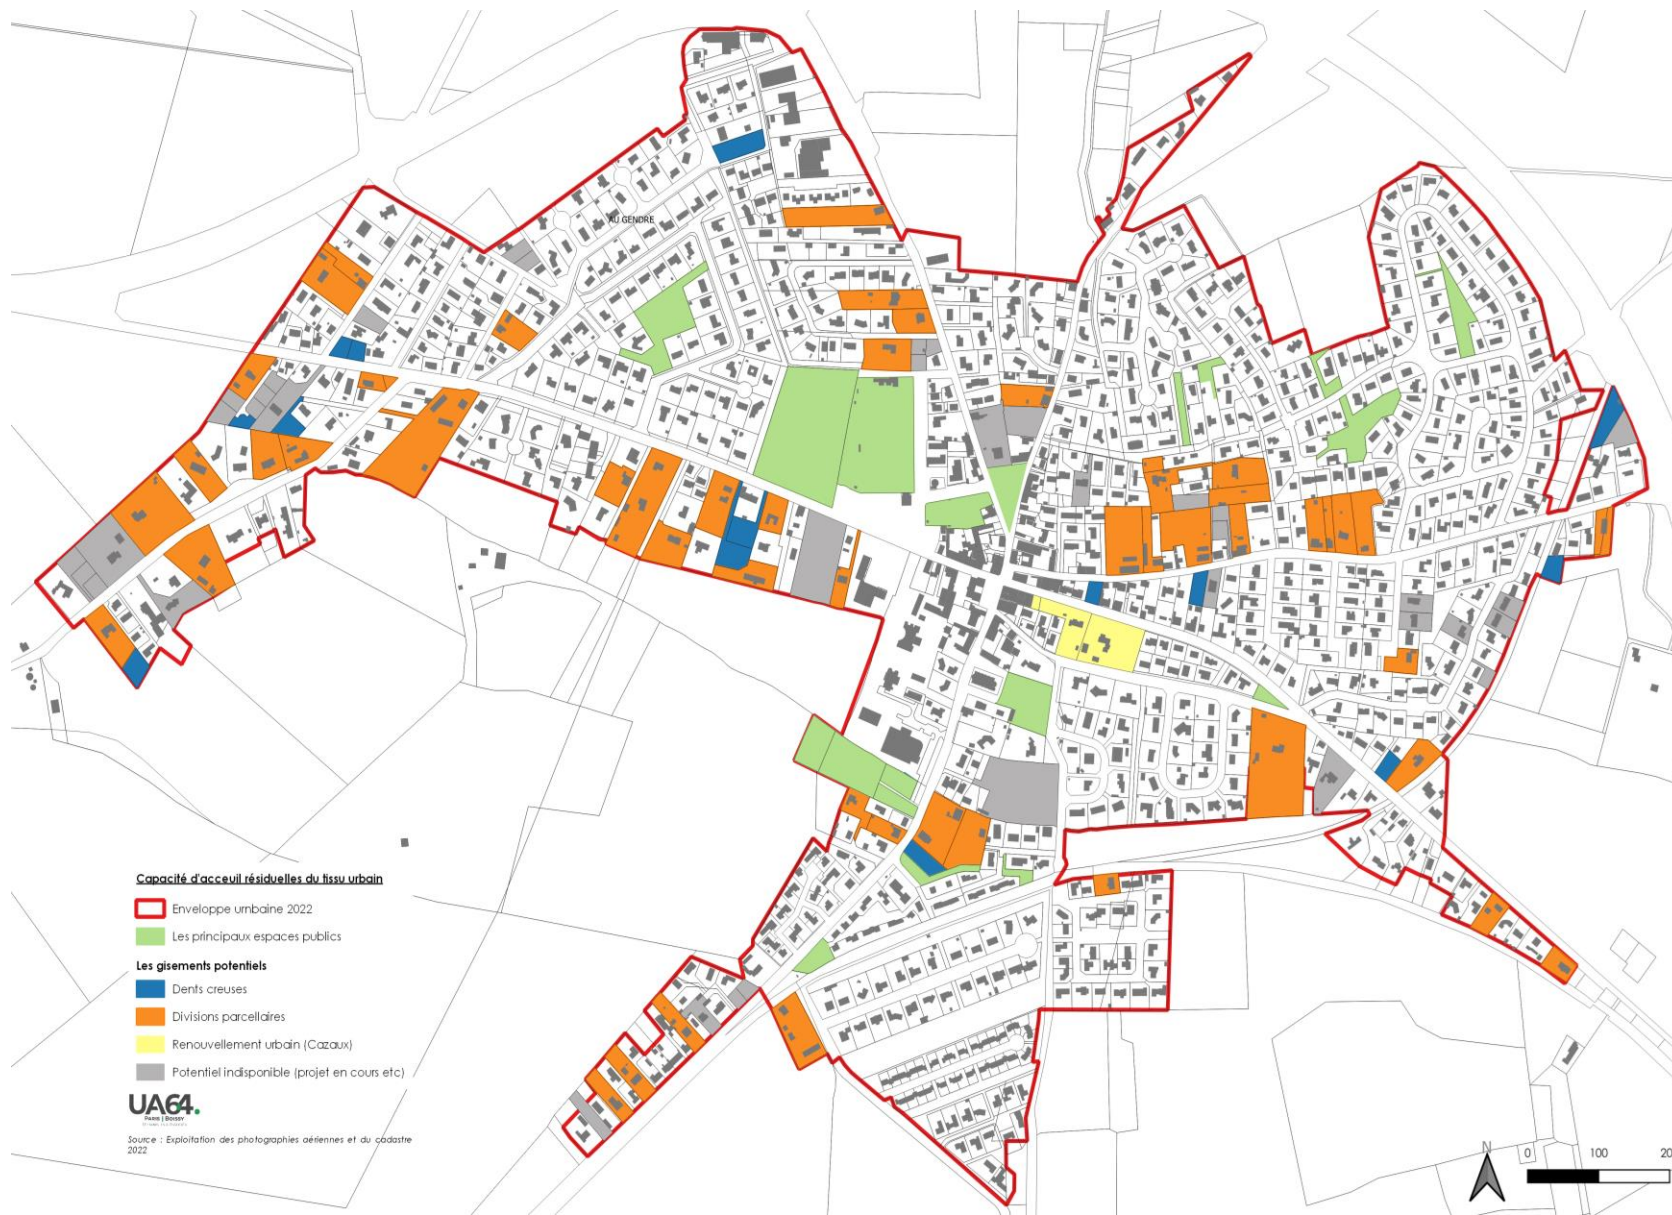 AU GENDRE
Capacité d'acceuil résiduelles du tissu urbain
Enveloppe urnbaine 2022
Les principaux espaces publics
Les gisements potentiels
Dents creuses
Divisions parcellaires
Renouvellement urbain (Cazaux)
Potentiel indisponible (projet en cours etc)
UA64.
PARIS | BOISSY
Source : Exploitation des photographies aériennes et du cadastre
2022
N
0 100 20